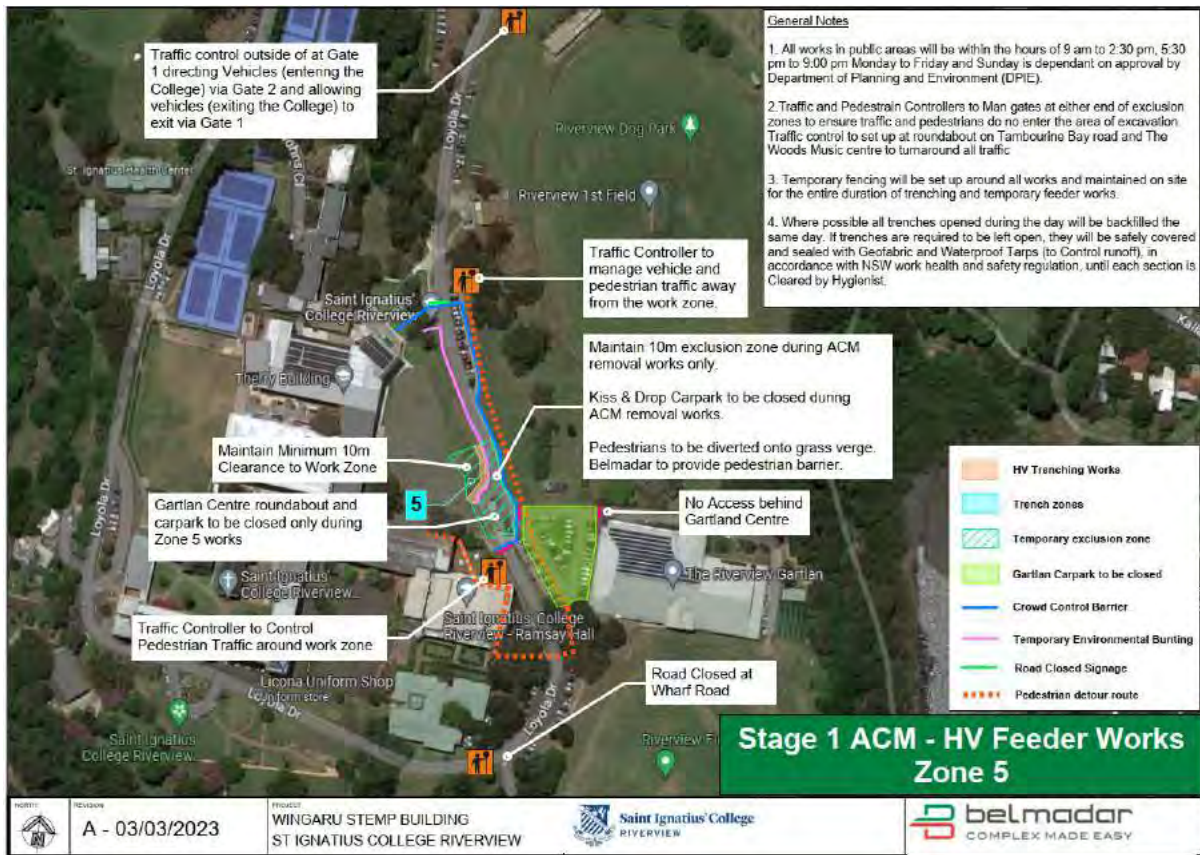 Traffic control outside of at Gate
1 directing Vehicles (entering the
College) via Gate 2 and allowing
vehicles (exiting the College) to
exit via Gate 1
General Notes
1. All works in public areas will be within the hours of 9 am to 2:30 pm, 5:30
pm to 9:00 pm Monday to Friday and Sunday is dependant on approval by
Department of Planning and Environment (DPIE).
2.Traffic and Pedestrain Controllers to Man gates at either end of exclusion
zones to ensure traffic and pedestrians do no enter the area of excavation.
Traffic control to set up at roundabout on Tambourine Bay road and The
Woods Music centre to turnaround all traffic
3. Temporary fencing will be set up around all works and maintained on site
for the entire duration of trenching and temporary feeder works.
4. Where possible all trenches opened during the day will be backfilled the
same day. If trenches are required to be left open, they will be safely covered
and sealed with Geofabric and Waterproof Tarps (to Control runoff), in
accordance with NSW work health and safety regulation, until each section is
Cleared by Hygienist.
Loyola Dr
Riverview Dog Park
St. Ignatius Health Center
Johns Cl
Riverview 1st Field
Loyola Dr
Traffic Controller to
manage vehicle and
pedestrian traffic away
from the work zone.
Saint Ignatius'
College Riverview
Therry Building
Maintain 10m exclusion zone during ACM
removal works only.
Kiss & Drop Carpark to be closed during
ACM removal works.
Pedestrians to be diverted onto grass verge.
Belmadar to provide pedestrian barrier.
Maintain Minimum 10m
Clearance to Work Zone
5
Gartlan Centre roundabout and
carpark to be closed only during
Zone 5 works
Loyola Dr
No Access behind
Gartland Centre
The Riverview Gartlan
Saint Ignatius'
College Riverview...
Saint Ignatius' College
Riverview - Ramsay Hall
Traffic Controller to Control
Pedestrian Traffic around work zone
Licona Uniform Shop
Uniform store
Loyola Dr
Road Closed at
Wharf Road
Loyola Dr
Saint Ignatius'
College Riverview...
HV Trenching Works
Trench zones
Temporary exclusion zone
Gartlan Carpark to be closed
Crowd Control Barrier
Temporary Environmental Bunting
Road Closed Signage
Pedestrian detour route
Stage 1 ACM - HV Feeder Works
Zone 5
NORTH
N
REVISION
A - 03/03/2023
PROJECT
WINGARU STEMP BUILDING
ST IGNATIUS COLLEGE RIVERVIEW
Saint Ignatius' College
RIVERVIEW
belmadar
COMPLEX MADE EASY